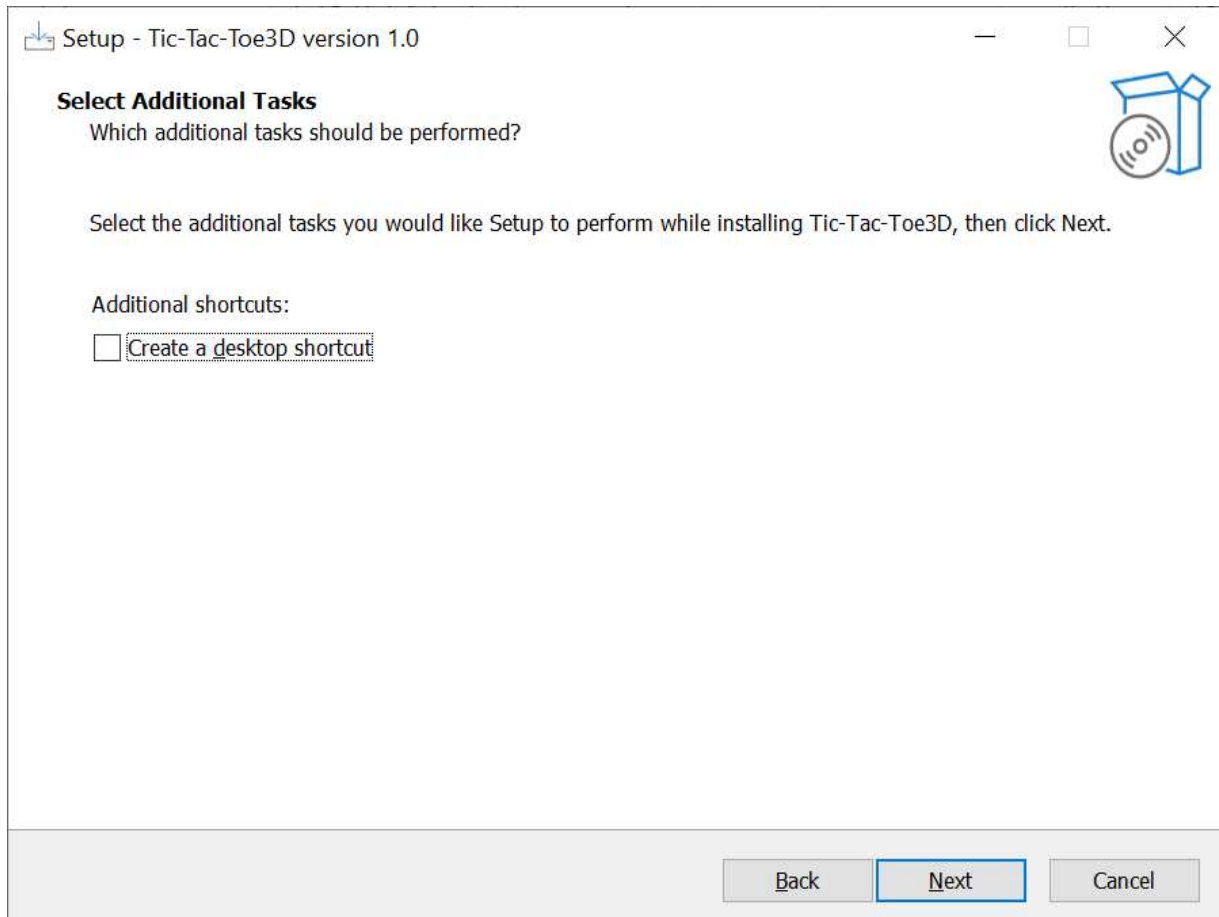 Setup - Tic-Tac-Toe3D version 1.0
Select Additional Tasks
Which additional tasks should be performed?
Select the additional tasks you would like Setup to perform while installing Tic-Tac-Toe3D, then click Next.
Additional shortcuts:
Create a desktop shortcut
Back Next Cancel